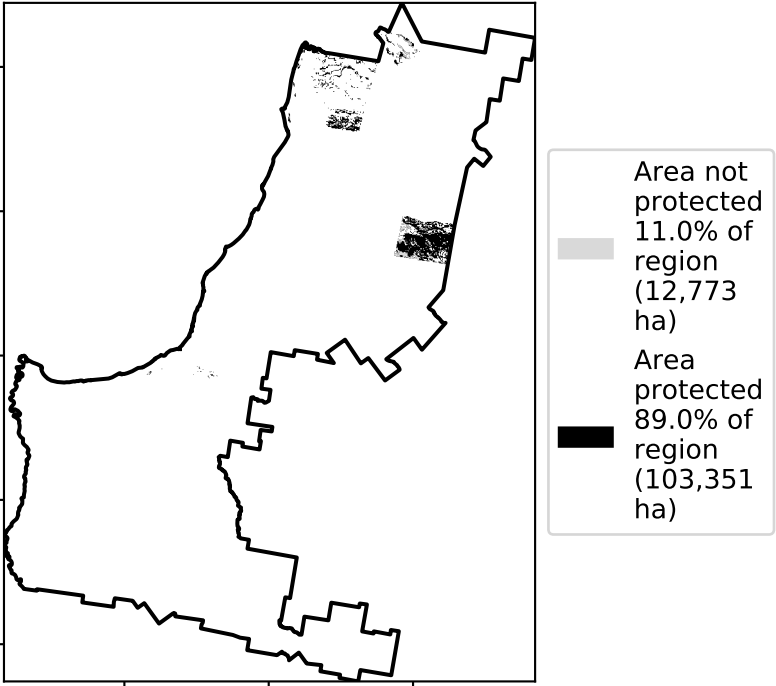 Area not
protected
11.0% of
region
(12,773
ha)
Area
protected
89.0% of
region
(103,351
ha)